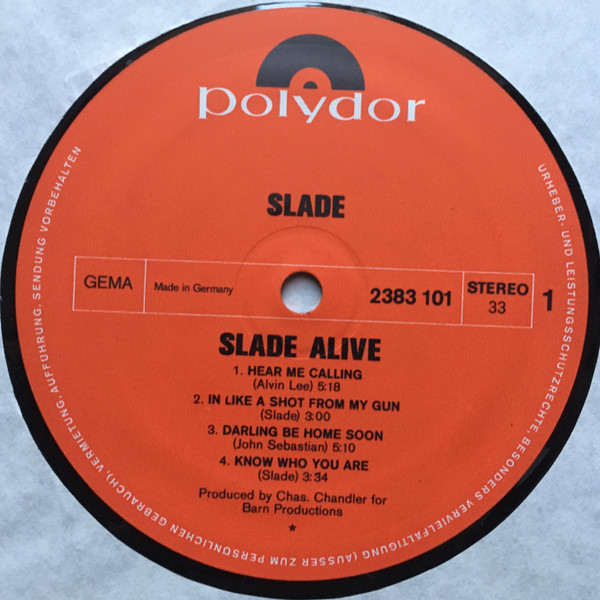 polydor
SLADE
GEMA
Made in Germany
2383 101
STEREO
33
1
SLADE ALIVE
1. HEAR ME CALLING
(Alvin Lee) 5:18
2. IN LIKE A SHOT FROM MY GUN
(Slade) 3:00
3. DARLING BE HOME SOON
(John Sebastian) 5:10
4. KNOW WHO YOU ARE
(Slade) 3:34
Produced by Chas. Chandler for
Barn Productions
*
URHEBER- UND LEISTUNGSSCHUTZRECHTE, BESONDERS VERVIELFÄLTIGUNG (AUSSER ZUM PERSÖNLICHEN GEBRAUCH), VERMIETUNG, AUFFÜHRUNG, SENDUNG VORBEHALTEN